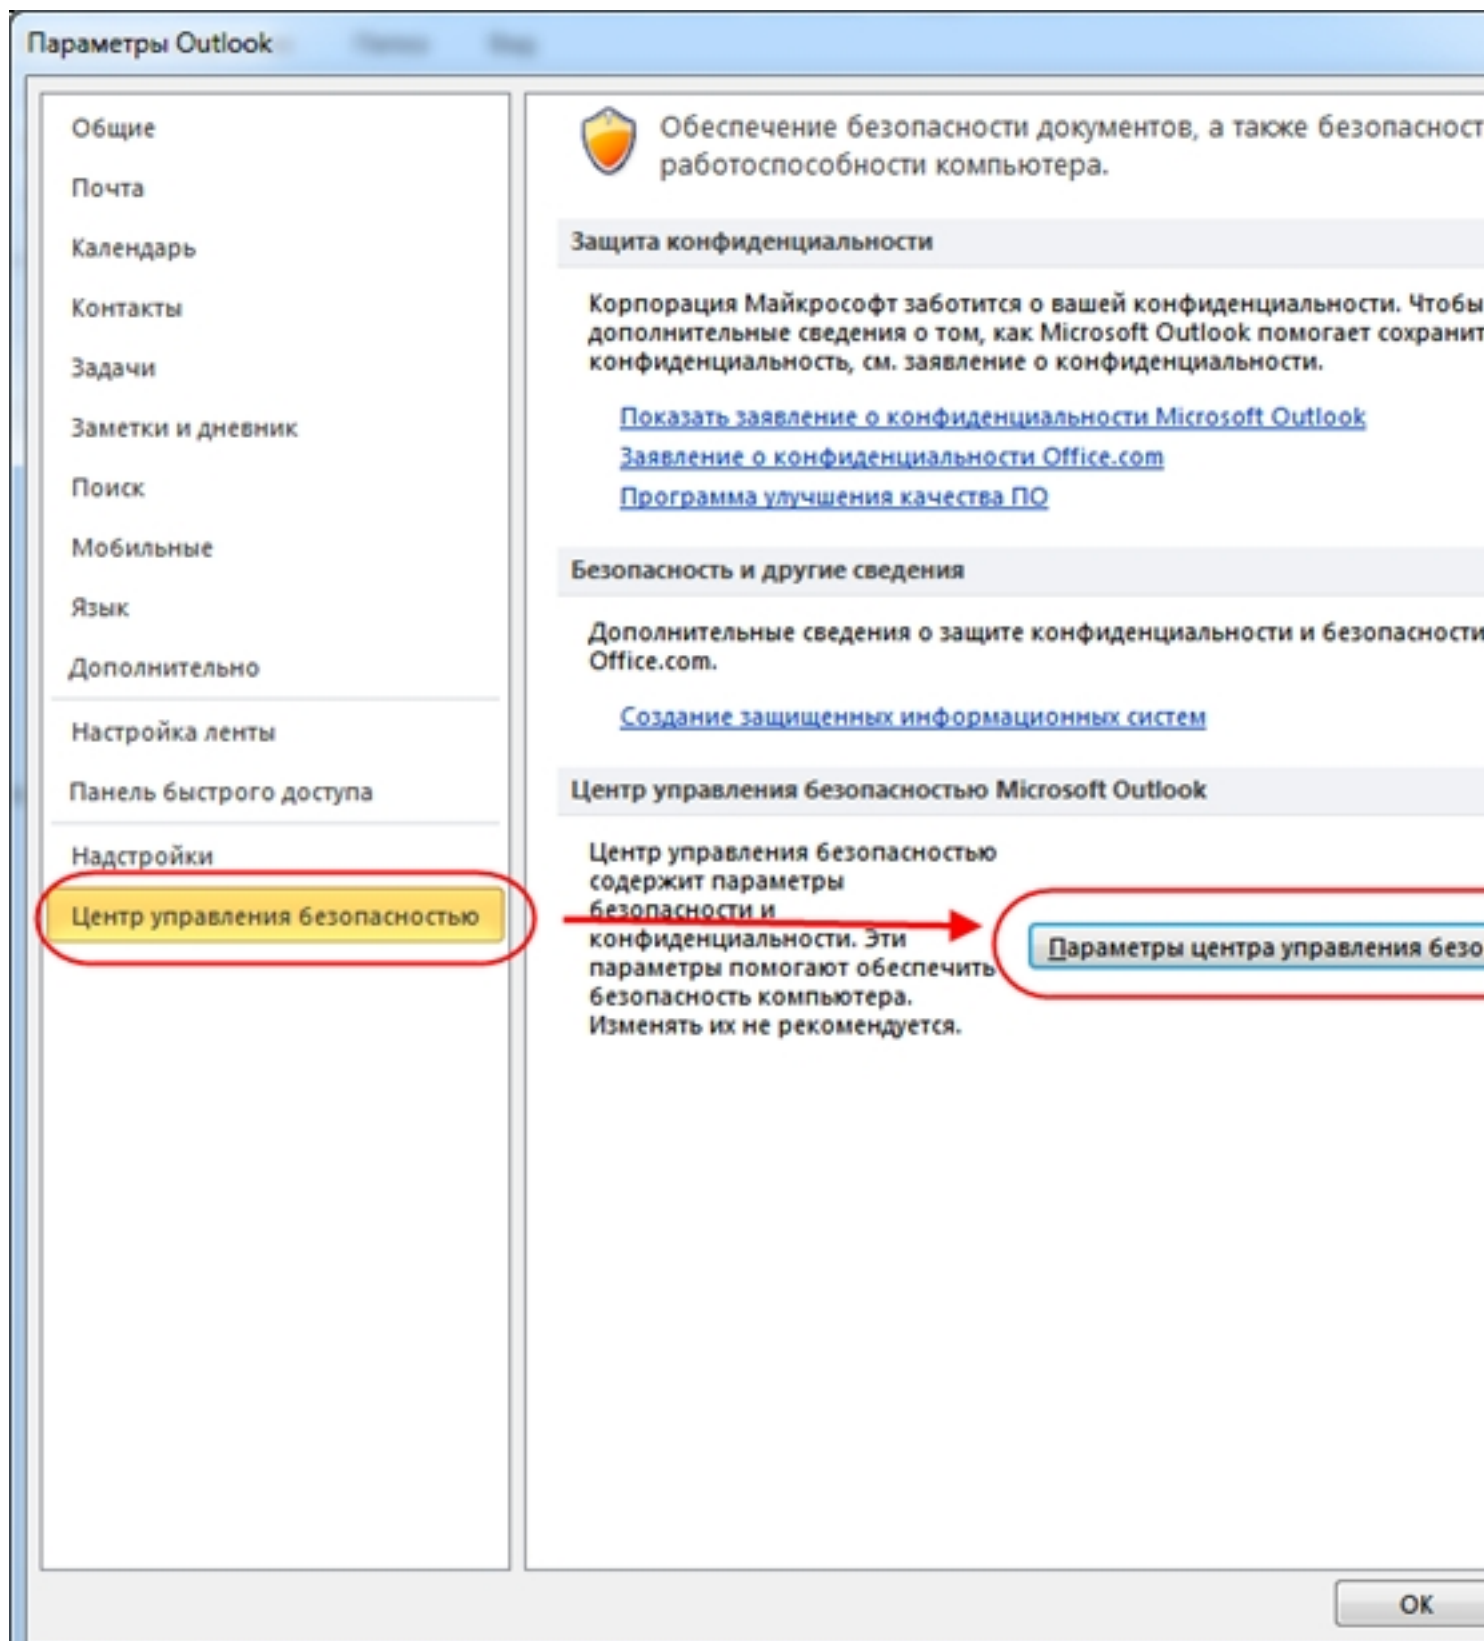 Параметры Outlook
Общие
Почта
Календарь
Контакты
Задачи
Заметки и дневник
Поиск
Мобильные
Язык
Дополнительно
Настройка ленты
Панель быстрого доступа
Надстройки
Центр управления безопасностью
Обеспечение безопасности документов, а также безопасност
работоспособности компьютера.
Защита конфиденциальности
Корпорация Майкрософт заботится о вашей конфиденциальности. Чтобы
дополнительные сведения о том, как Microsoft Outlook помогает сохранит
конфиденциальность, см. заявление о конфиденциальности.
Показать заявление о конфиденциальности Microsoft Outlook
Заявление о конфиденциальности Office.com
Программа улучшения качества ПО
Безопасность и другие сведения
Дополнительные сведения о защите конфиденциальности и безопасности
Office.com.
Создание защищенных информационных систем
Центр управления безопасностью Microsoft Outlook
Центр управления безопасностью
содержит параметры
безопасности и
конфиденциальности. Эти
параметры помогают обеспечить
безопасность компьютера.
Изменять их не рекомендуется.
Параметры центра управления безо
ОК